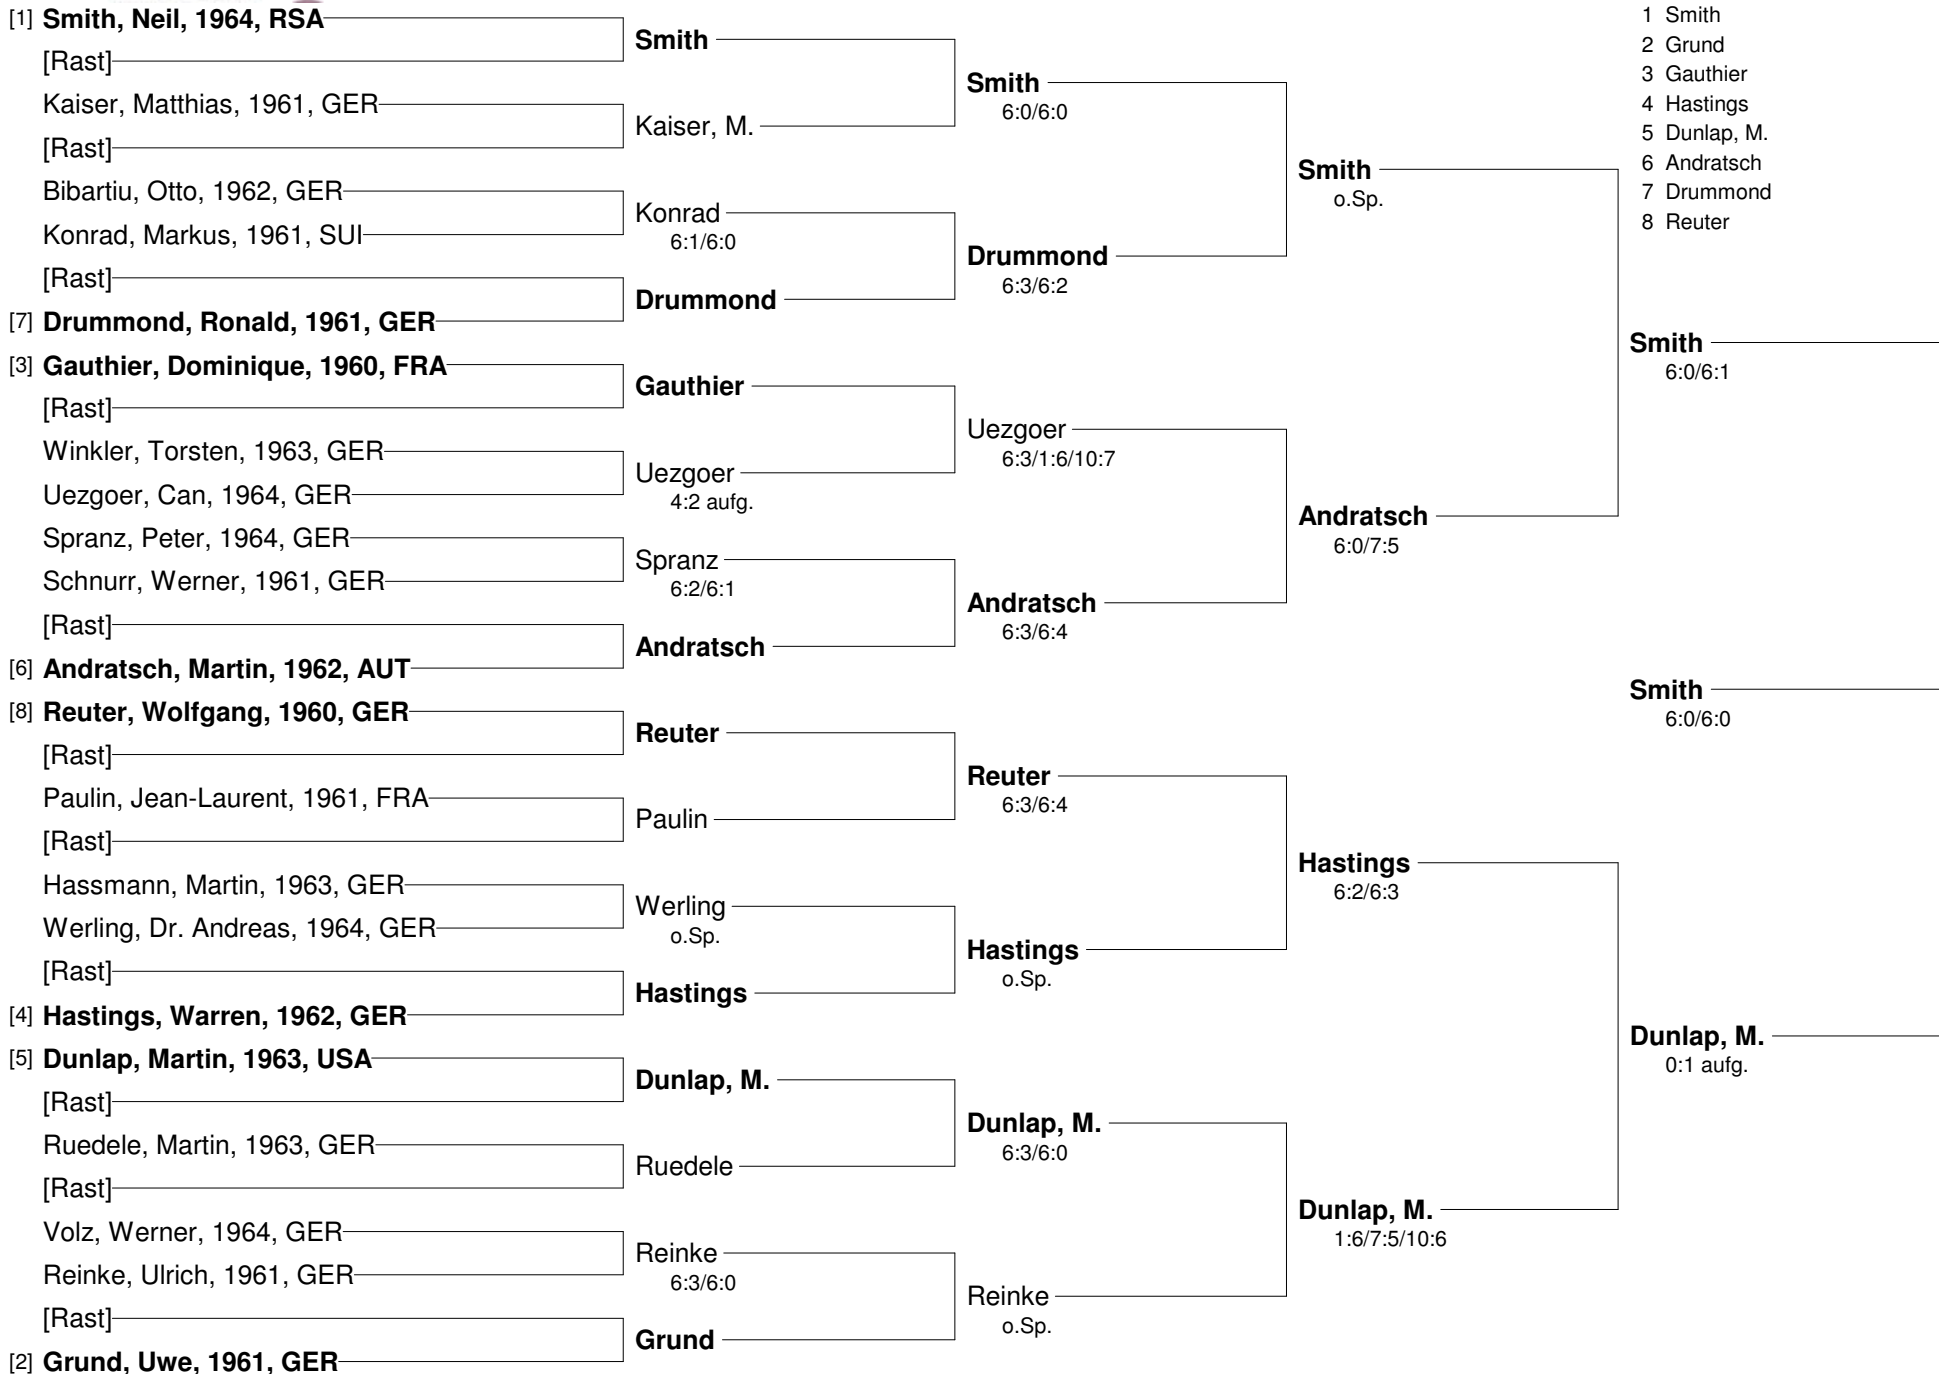 [1] Smith, Neil, 1964, RSA
[Rast]
Kaiser, Matthias, 1961, GER
[Rast]
Bibartiu, Otto, 1962, GER
Konrad, Markus, 1961, SUI
[Rast]
[7] Drummond, Ronald, 1961, GER
[3] Gauthier, Dominique, 1960, FRA
[Rast]
Winkler, Torsten, 1963, GER
Uezgoer, Can, 1964, GER
Spranz, Peter, 1964, GER
Schnurr, Werner, 1961, GER
[Rast]
[6] Andratsch, Martin, 1962, AUT
[8] Reuter, Wolfgang, 1960, GER
[Rast]
Paulin, Jean-Laurent, 1961, FRA
[Rast]
Hassmann, Martin, 1963, GER
Werling, Dr. Andreas, 1964, GER
[Rast]
[4] Hastings, Warren, 1962, GER
[5] Dunlap, Martin, 1963, USA
[Rast]
Ruedele, Martin, 1963, GER
[Rast]
Volz, Werner, 1964, GER
Reinke, Ulrich, 1961, GER
[Rast]
[2] Grund, Uwe, 1961, GER
Smith
Kaiser, M.
Konrad
6:1/6:0
Drummond
Gauthier
Uezgoer
4:2 aufg.
Spranz
6:2/6:1
Andratsch
Reuter
Paulin
Werling
o.Sp.
Hastings
Dunlap, M.
Ruedele
Reinke
6:3/6:0
Grund
Smith
6:0/6:0
Drummond
6:3/6:2
Uezgoer
6:3/1:6/10:7
Andratsch
6:3/6:4
Reuter
6:3/6:4
Hastings
o.Sp.
Dunlap, M.
6:3/6:0
Reinke
o.Sp.
Smith
o.Sp.
Andratsch
6:0/7:5
Hastings
6:2/6:3
Dunlap, M.
1:6/7:5/10:6
1 Smith
2 Grund
3 Gauthier
4 Hastings
5 Dunlap, M.
6 Andratsch
7 Drummond
8 Reuter
Smith
6:0/6:1
Smith
6:0/6:0
Dunlap, M.
0:1 aufg.